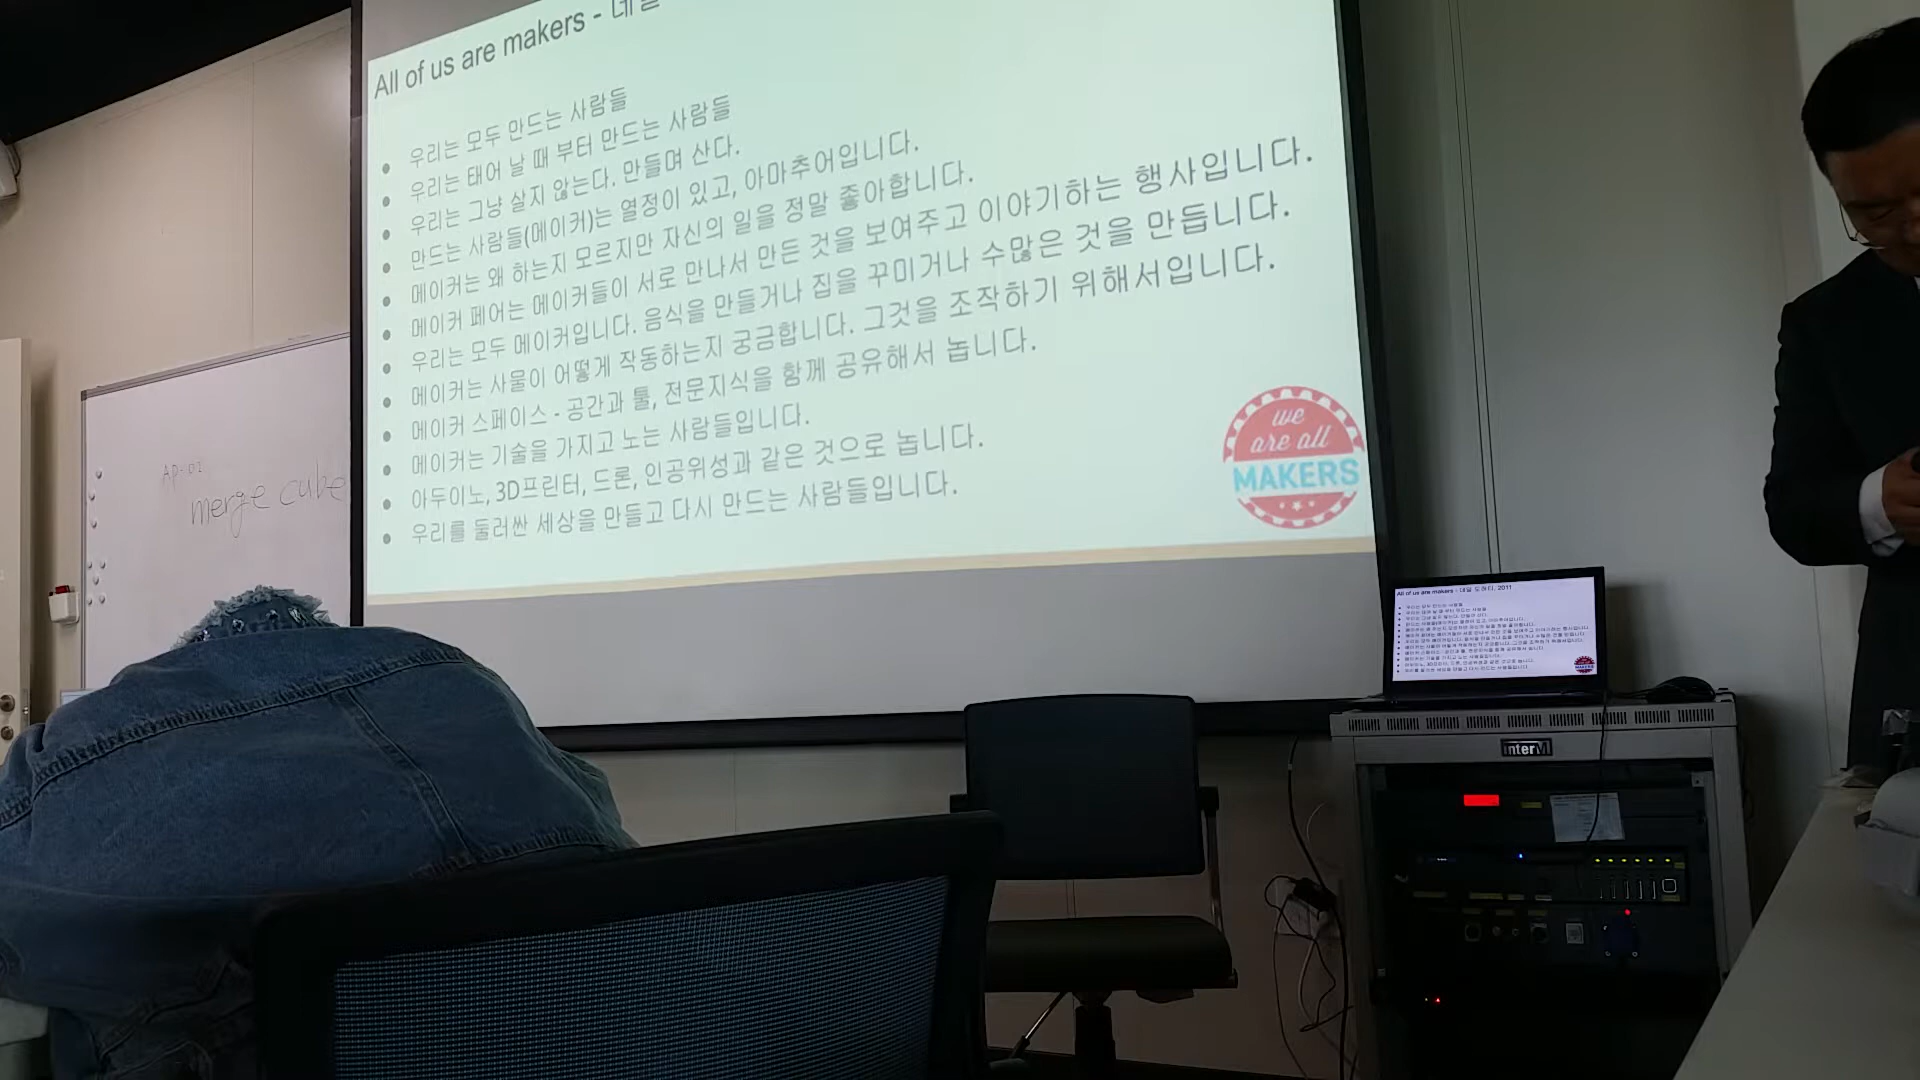 All of us are makers - 데일
우리는 모두 만드는 사람들
우리는 태어 날 때 부터 만드는 사람들
우리는 그냥 살지 않는다. 만들며 산다.
만드는 사람들(메이커)는 열정이 있고, 아마추어입니다.
메이커는 왜 하는지 모르지만 자신의 일을 정말 좋아합니다.
메이커 페어는 메이커들이 서로 만나서 만든 것을 보여주고 이야기하는 행사입니다.
우리는 모두 메이커입니다. 음식을 만들거나 집을 꾸미거나 수많은 것을 만듭니다.
메이커는 사물이 어떻게 작동하는지 궁금합니다. 그것을 조작하기 위해서입니다.
메이커 스페이스 - 공간과 툴, 전문지식을 함께 공유해서 놉니다.
메이커는 기술을 가지고 노는 사람들입니다.
아두이노, 3D프린터, 드론, 인공위성과 같은 것으로 놉니다.
우리를 둘러싼 세상을 만들고 다시 만드는 사람들입니다.
we
are all
MAKERS
AP-01
merge cube
All of us are makers - 데일 도허티, 2011
interM